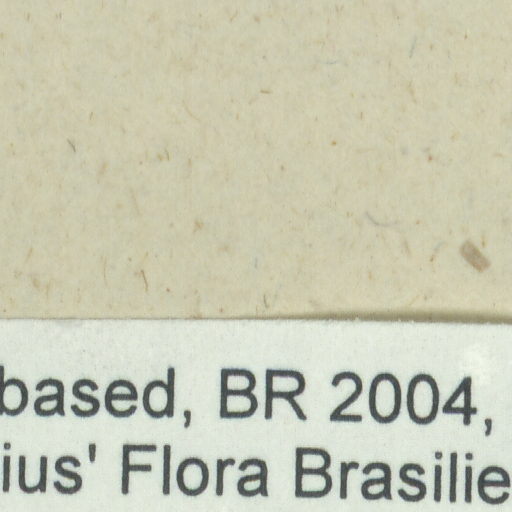 based, BR 2004,
ius' Flora Brasilie